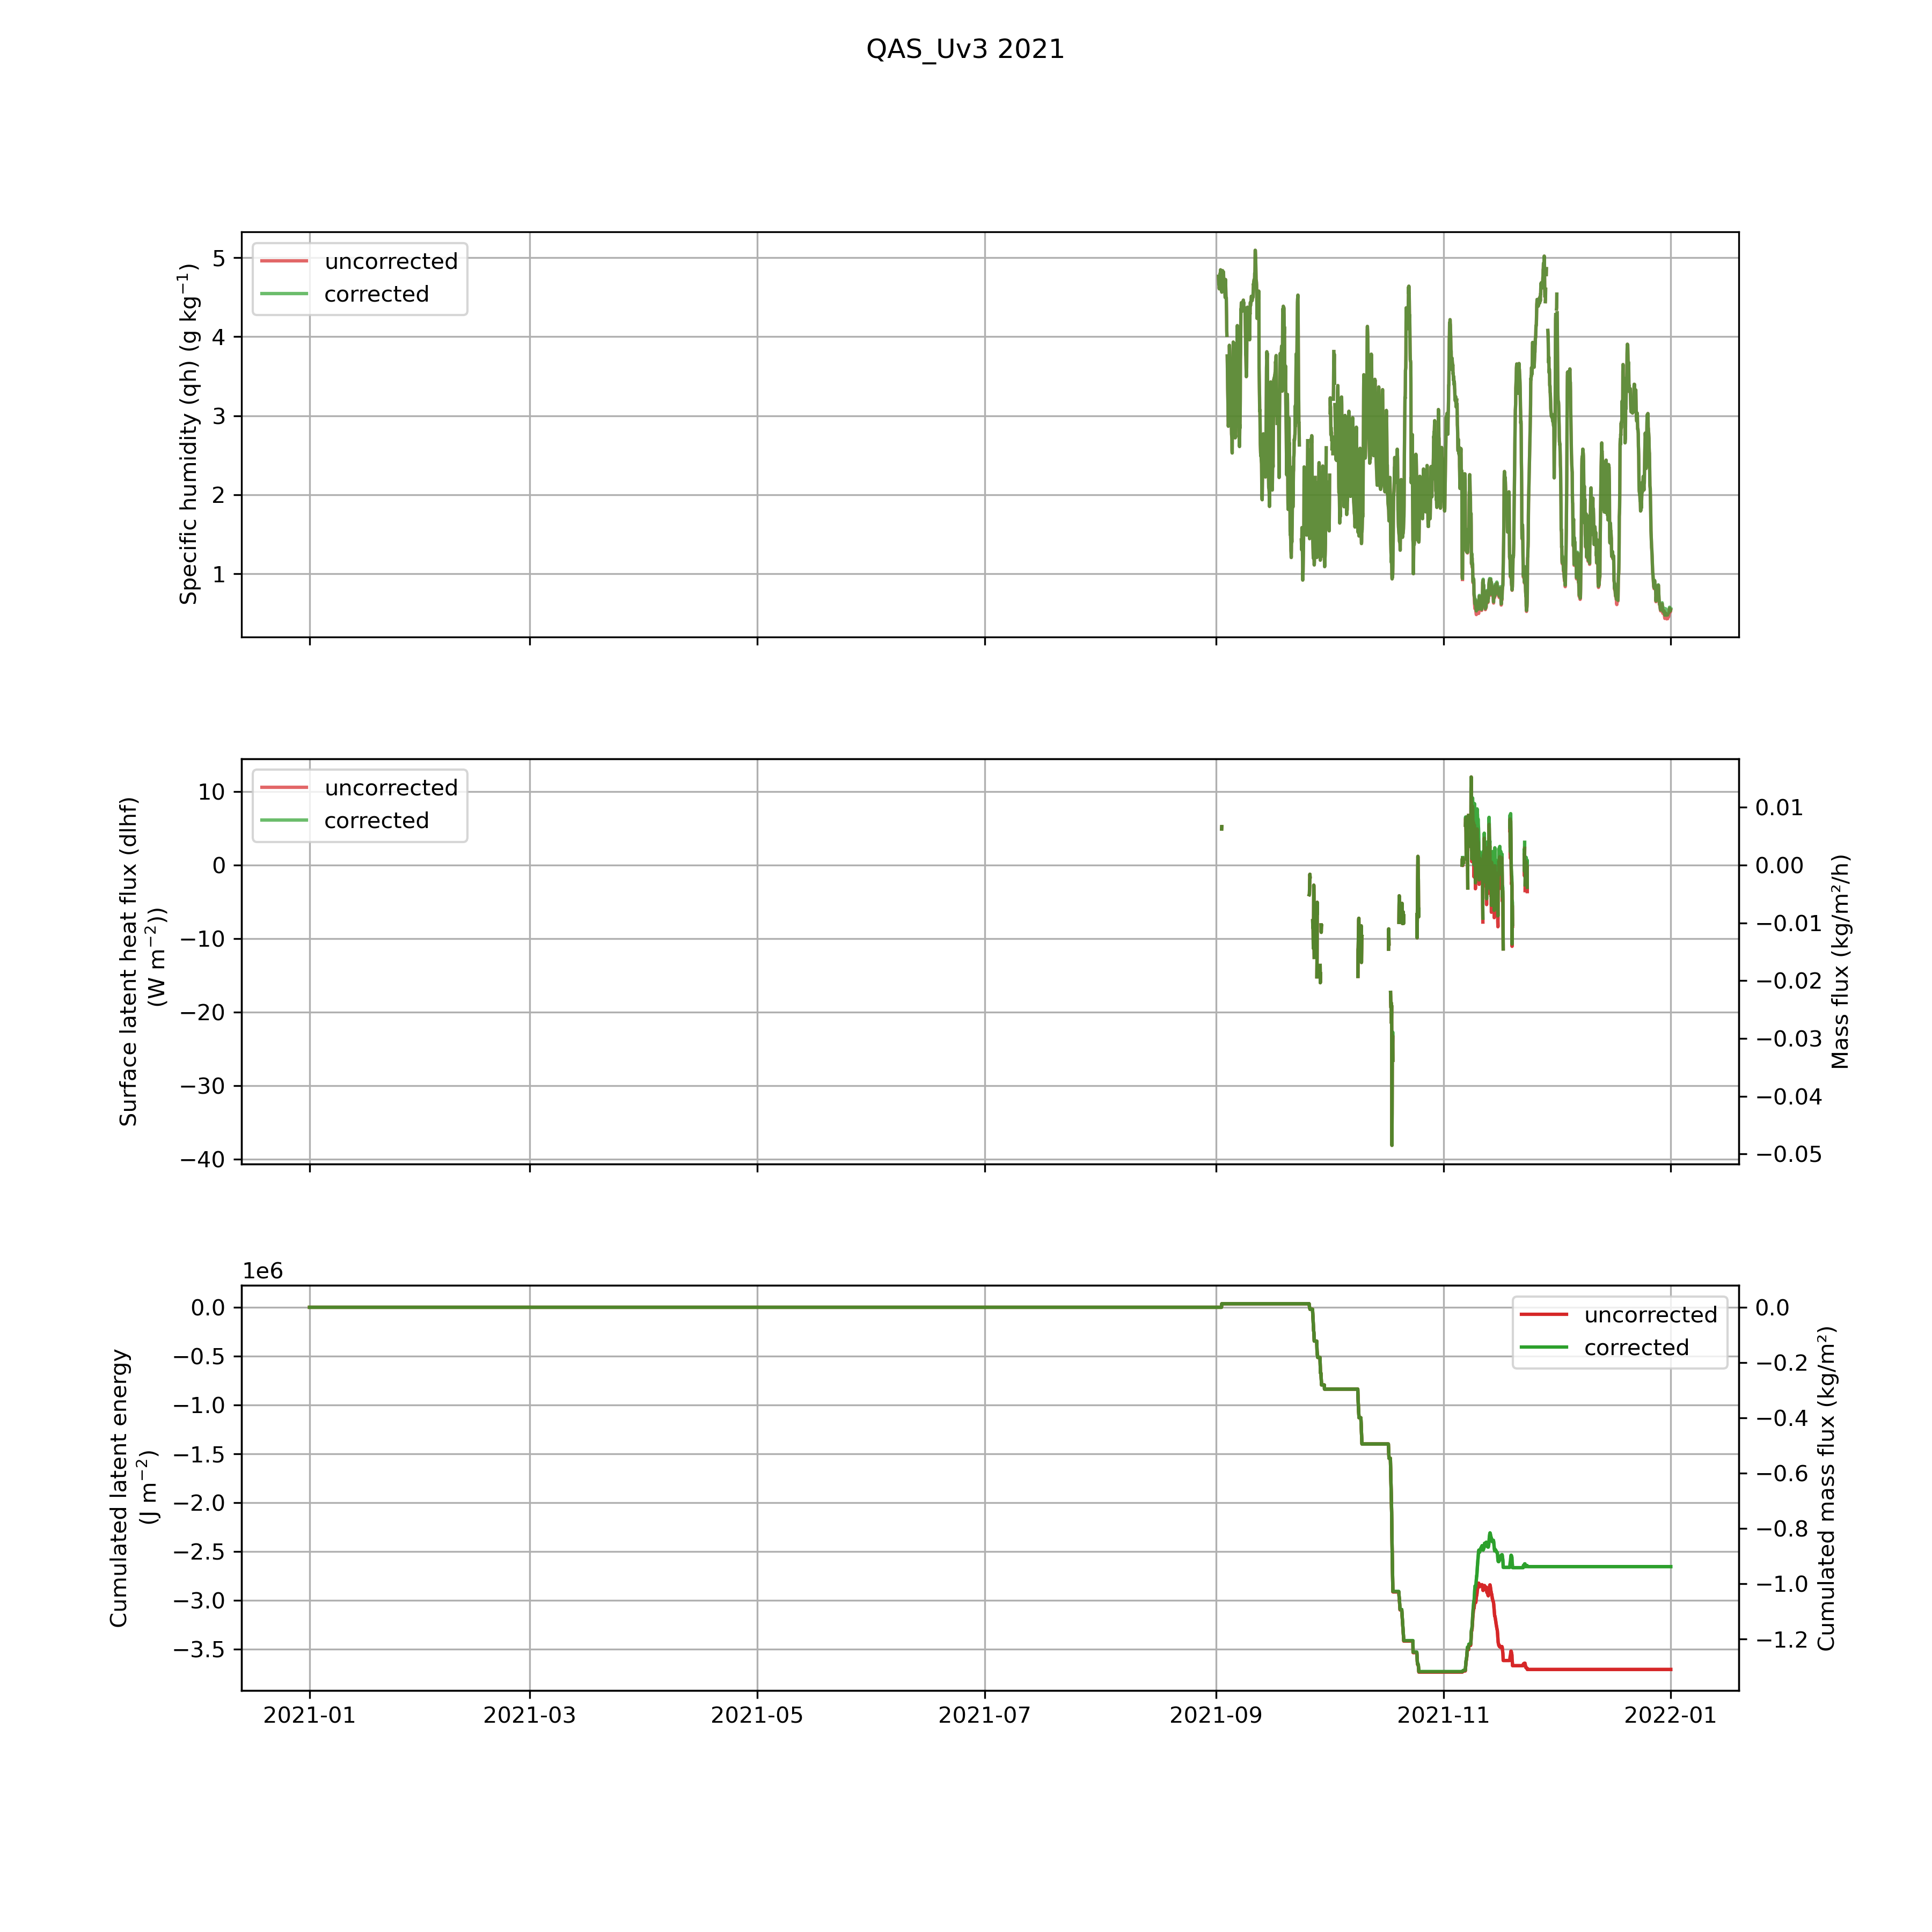 QAS_Uv3 2021
Specific humidity (qh) (g kg⁻¹)
5
4
3
2
1
uncorrected
corrected
Surface latent heat flux (dlhf)
(W m⁻²))
10
0
−10
−20
−30
−40
uncorrected
corrected
0.01
0.00
−0.01
−0.02
−0.03
−0.04
−0.05
Mass flux (kg/m²/h)
1e6
Cumulated latent energy
(J m⁻²)
0.0
−0.5
−1.0
−1.5
−2.0
−2.5
−3.0
−3.5
uncorrected
corrected
0.0
−0.2
−0.4
−0.6
−0.8
−1.0
−1.2
Cumulated mass flux (kg/m²)
2021-01 2021-03 2021-05 2021-07 2021-09 2021-11 2022-01